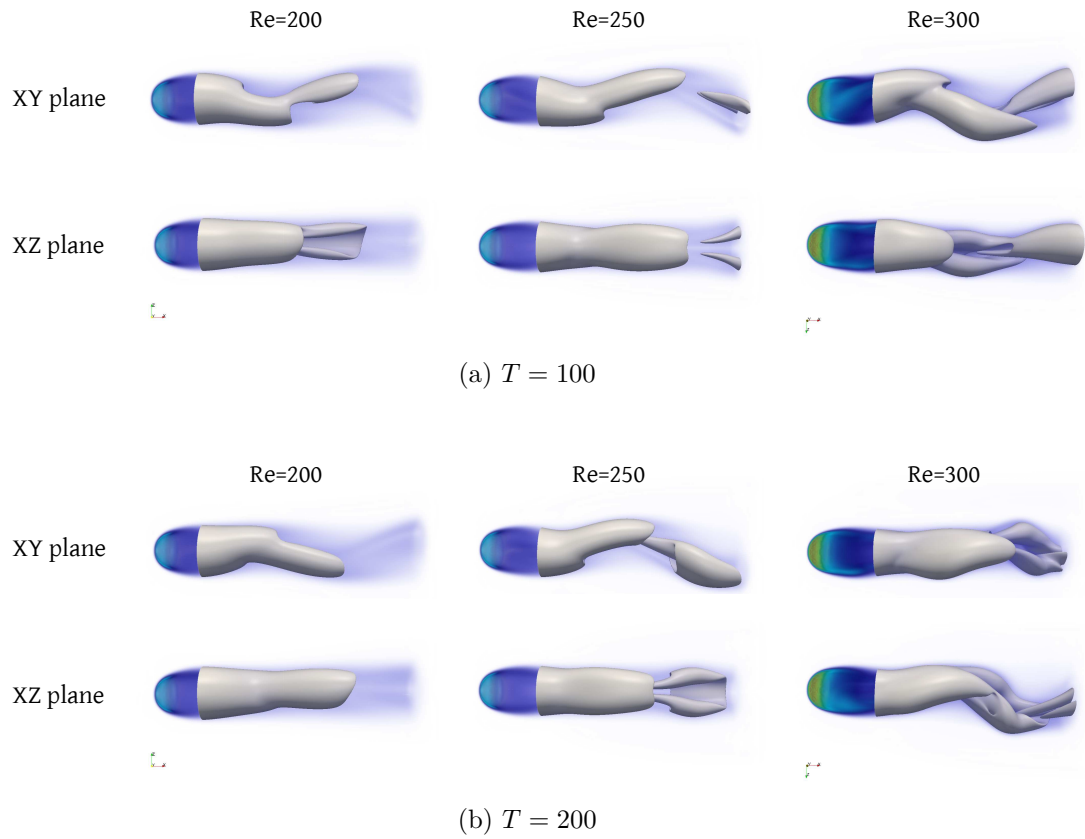 Re=200 Re=250 Re=300
XY plane
XZ plane
(a) T = 100
Re=200 Re=250 Re=300
XY plane
XZ plane
(b) T = 200